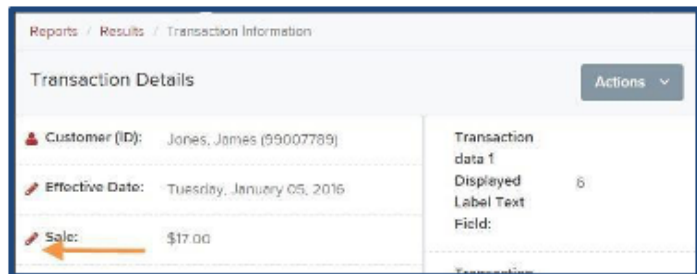 Reports / Results / Transaction Information
Transaction Details
Actions
Customer (ID): Jones, James (99007789)
Effective Date: Tuesday, January 05, 2016
Sale: $17.00
Transaction
data 1
Displayed 6
Label Text
Field:
Transaction